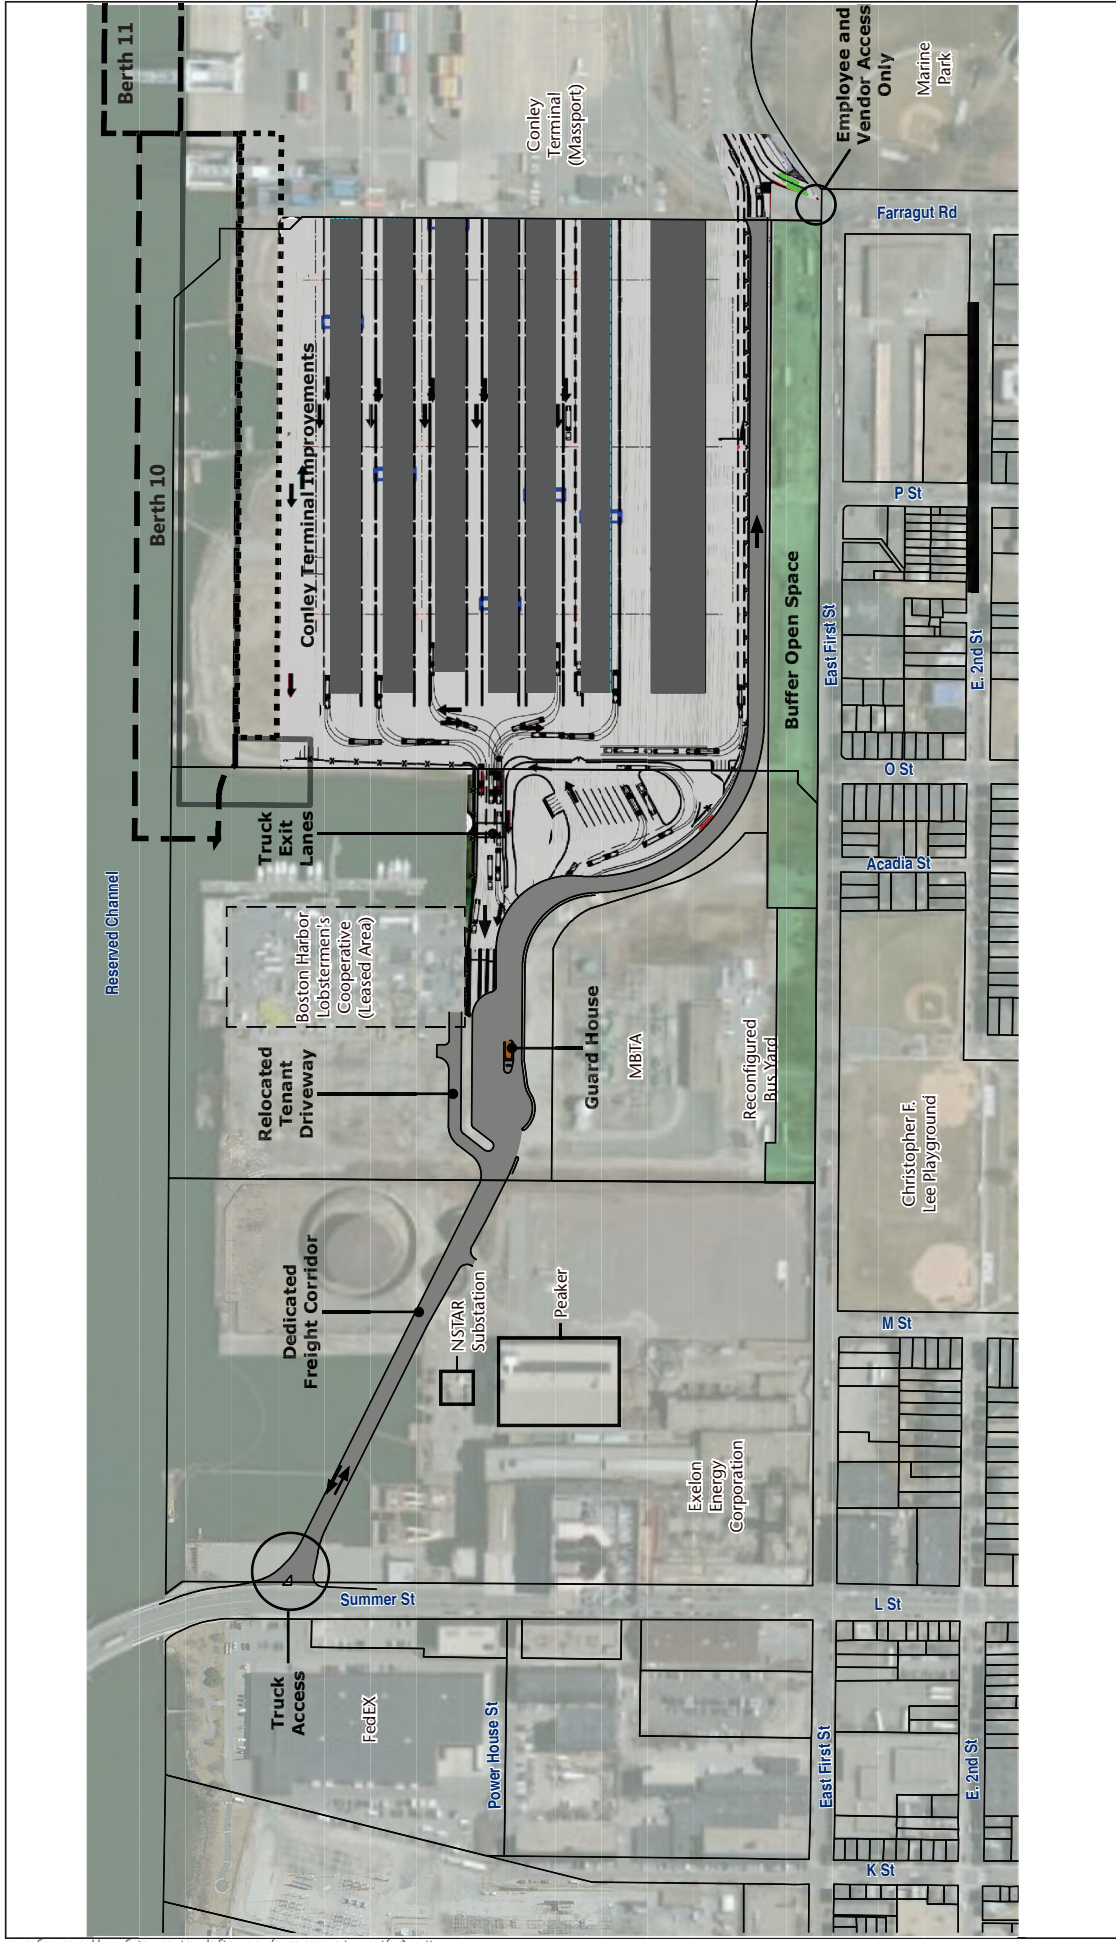 Berth 11
Berth 10
Conley
Terminal
(Massport)
Employee and
Vendor Access
Only
Marine
Park
Farragut Rd
Conley Terminal Improvements
P St
Buffer Open Space
East First St
E. 2nd St
O St
Truck
Exit
Lanes
Acadia St
Reserved Channel
Boston Harbor
Lobstermen's
Cooperative
(Leased Area)
Relocated
Tenant
Driveway
Guard House
MBTA
Reconfigured
Bus Yard
Christopher F.
Lee Playground
Dedicated
Freight Corridor
NSTAR
Substation
Peaker
M St
Exelon
Energy
Corporation
Summer St
L St
Truck
Access
FedEX
Power House St
East First St
E. 2nd St
K St